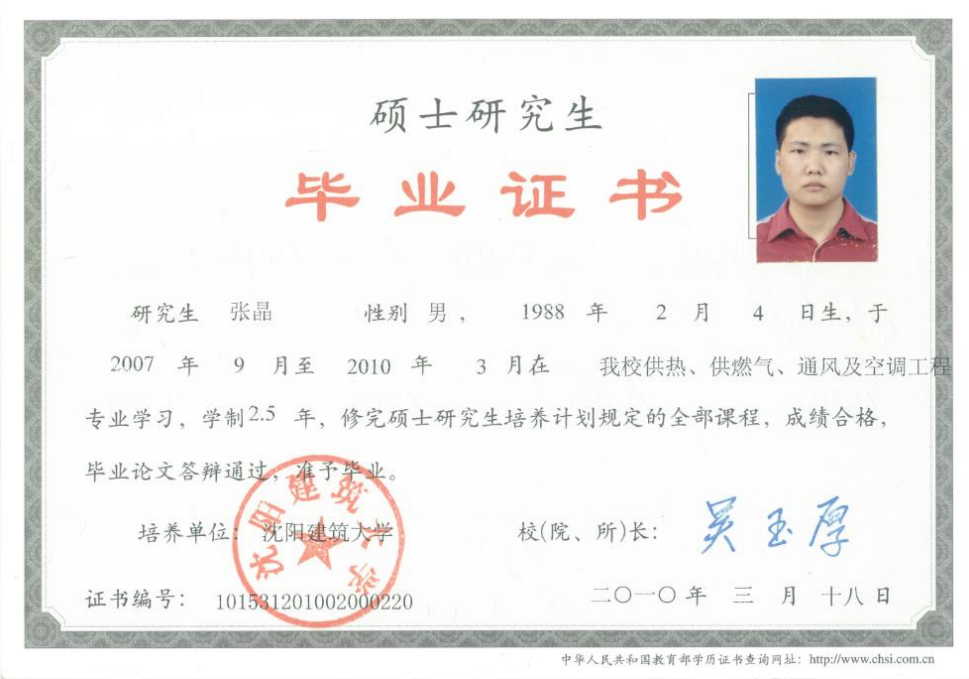 硕士研究生
毕业证书
研究生 张晶 性别 男， 1988 年 2 月 4 日生，于
2007 年 9 月至 2010 年 3 月在 我校供热、供燃气、通风及空调工程
专业学习，学制2.5 年，修完硕士研究生培养计划规定的全部课程，成绩合格，
毕业论文答辩通过，准予毕业。
沈阳建筑大学
培养单位：沈阳建筑大学 校(院、所)长：吴玉厚
证书编号：101531201002000220 二〇一〇年 三 月 十八 日
中华人民共和国教育部学历证书查询网址：http://www.chsi.com.cn